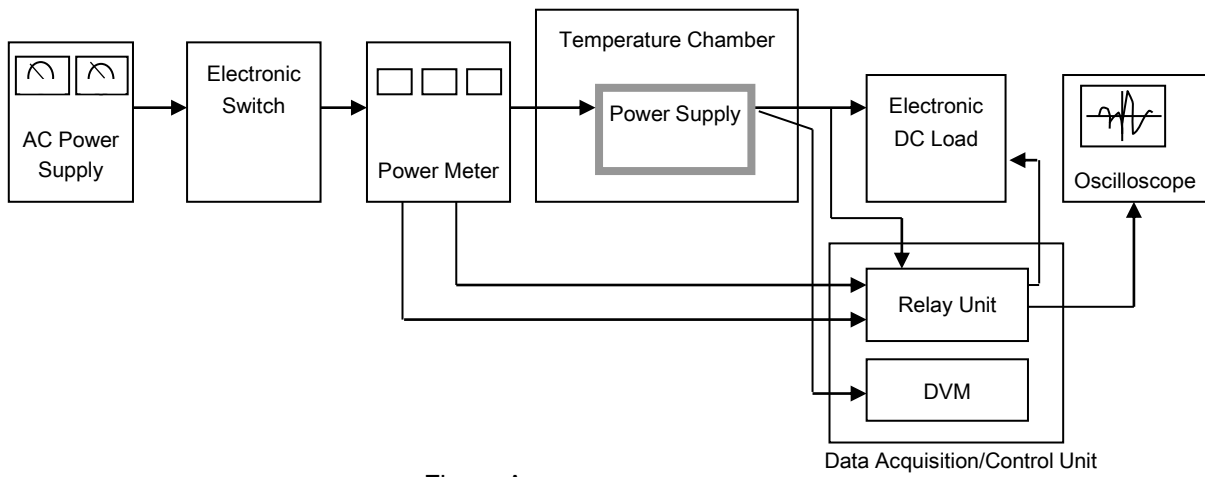 Temperature Chamber
Electronic
Switch
Power Supply
Electronic
DC Load
AC Power
Supply
Power Meter
Oscilloscope
Relay Unit
DVM
Data Acquisition/Control Unit